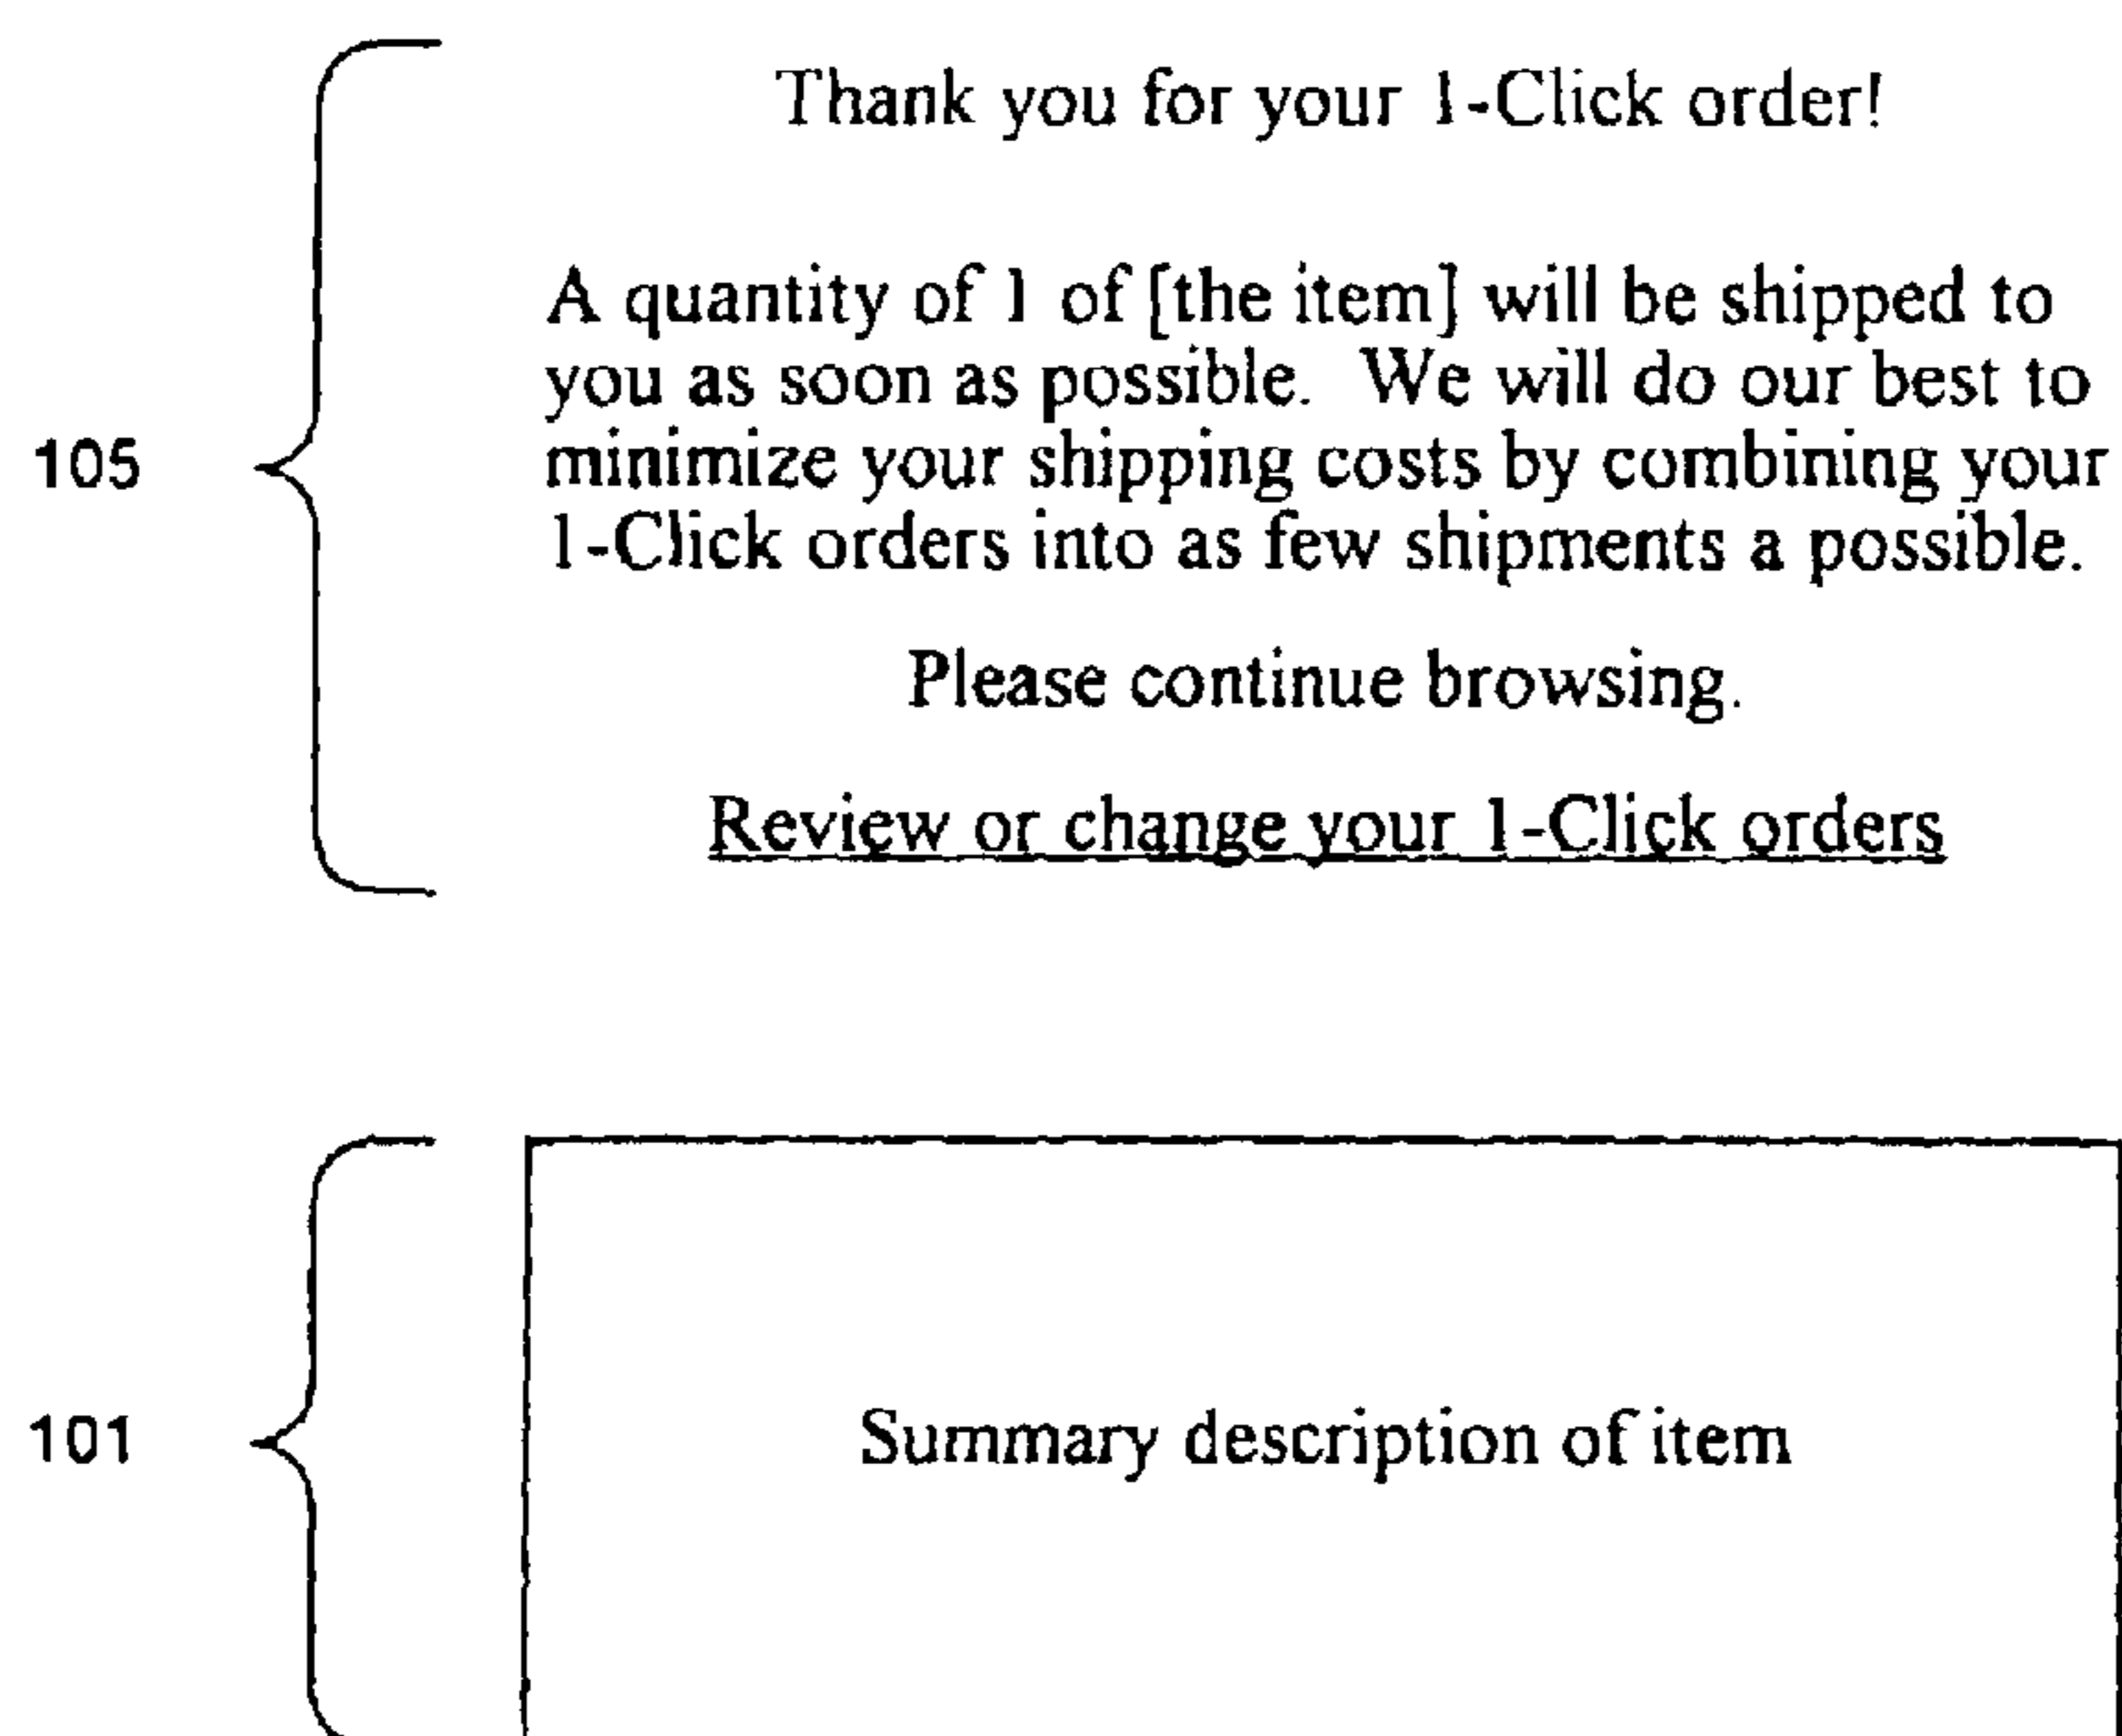 Thank you for your 1-Click order!
A quantity of 1 of [the item] will be shipped to
you as soon as possible. We will do our best to
minimize your shipping costs by combining your
1-Click orders into as few shipments a possible.
105
Please continue browsing.
Review or change your 1-Click orders
101
Summary description of item